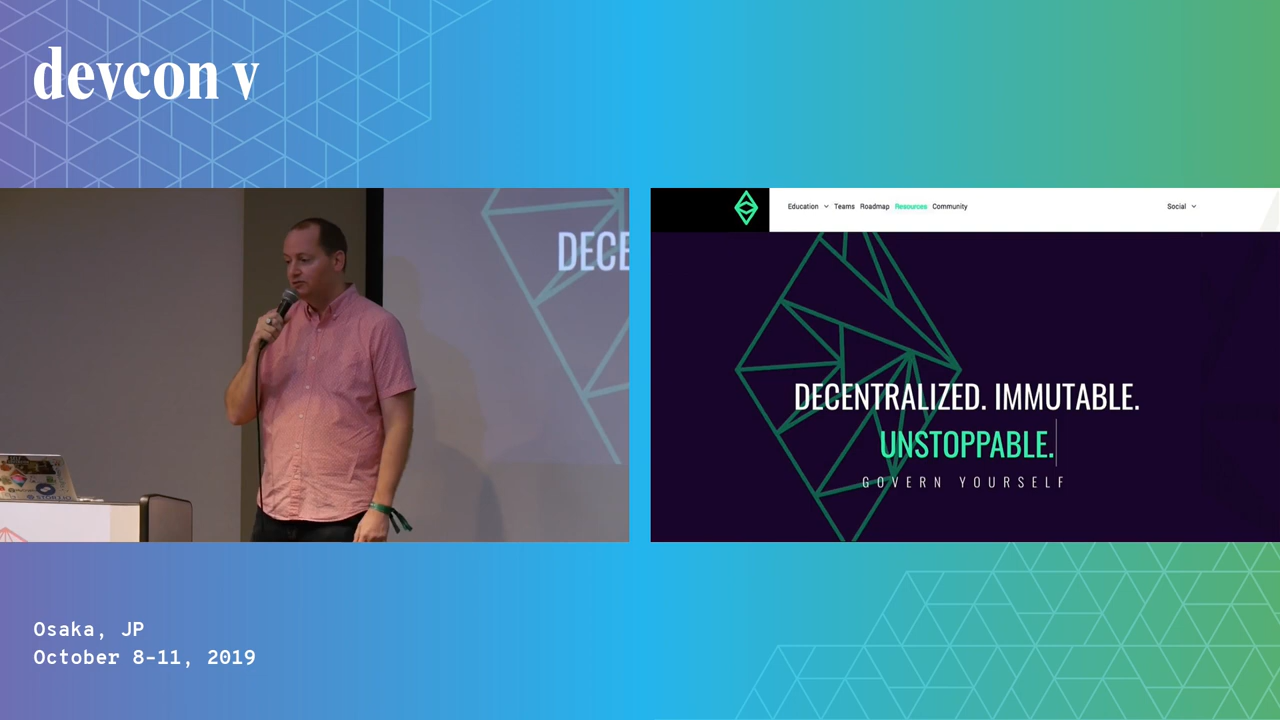 devcon v
DECE
Education Teams Roadmap Resources Community Social
DECENTRALIZED. IMMUTABLE.
UNSTOPPABLE.
GOVERN YOURSELF
Osaka, JP
October 8-11, 2019